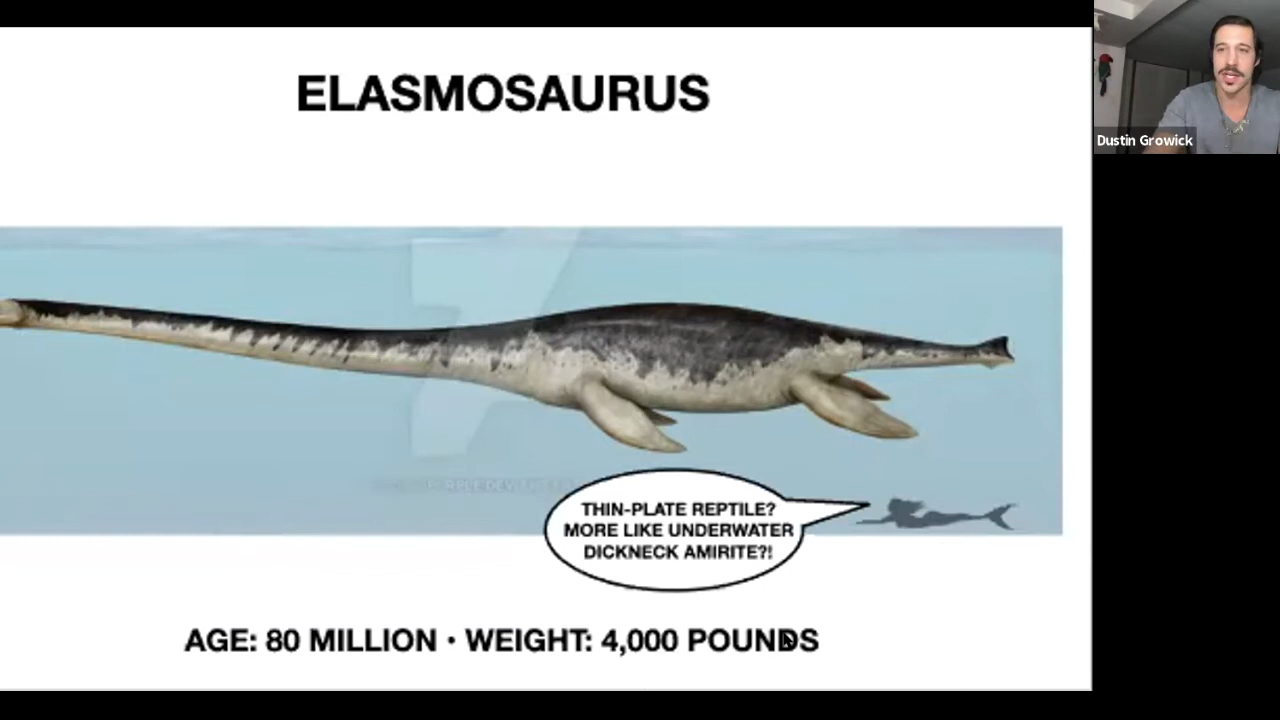 ELASMOSAURUS
Dustin Growick
THIN-PLATE REPTILE?
MORE LIKE UNDERWATER
DICKNECK AMIRITE?!
AGE: 80 MILLION • WEIGHT: 4,000 POUNDS